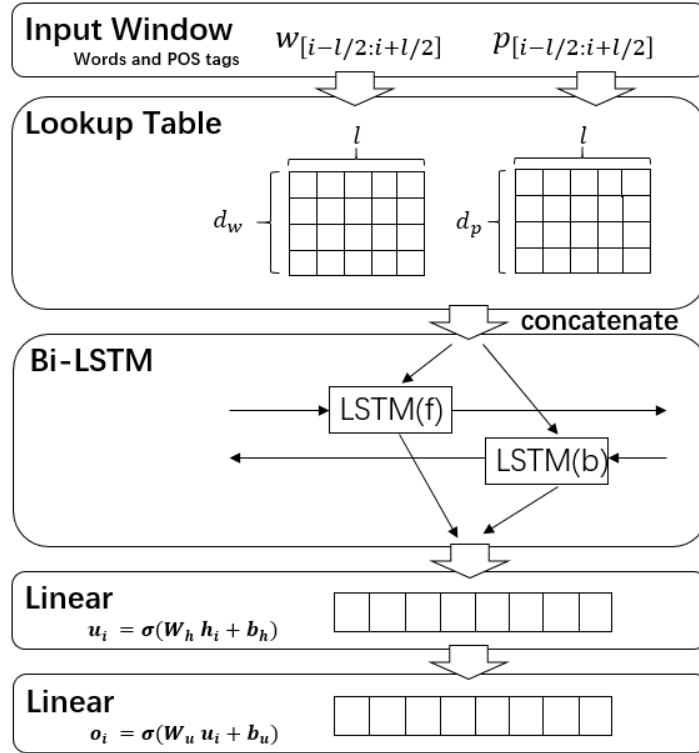 Input Window
Words and POS tags
w[i−l/2:i+l/2]
p[i−l/2:i+l/2]
Lookup Table
l
l
d_w
d_p
concatenate
Bi-LSTM
LSTM(f)
LSTM(b)
Linear
u_i = σ(W_h h_i + b_h)
Linear
o_i = σ(W_u u_i + b_u)